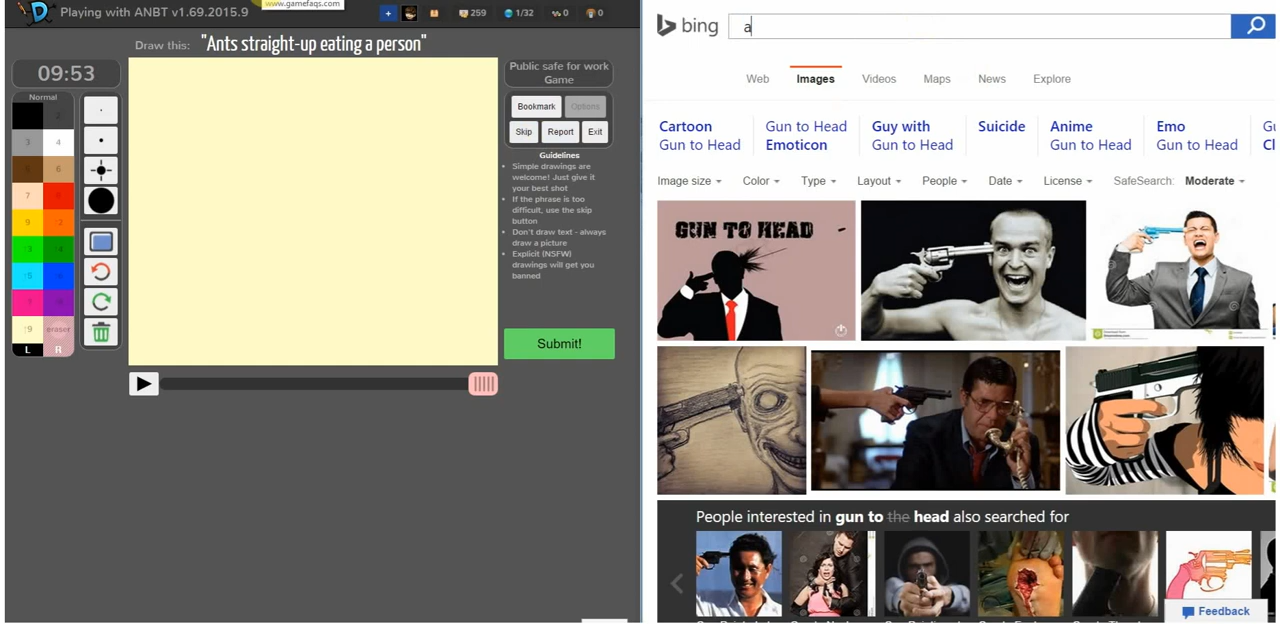 Playing with ANBT v1.69.2015.9
www.gamefaqs.com
+
259
1/32
0
0
Draw this: "Ants straight-up eating a person"
09:53
Normal
3
4
6
7
9
eraser
L R
Public safe for work
Game
Bookmark Options
Skip Report Exit
Guidelines
Simple drawings are
welcome! Just give it
your best shot
If the phrase is too
difficult, use the skip
button
Don't draw text - always
draw a picture
Explicit (NSFW)
drawings will get you
banned
Submit!
bing
a
Web Images Videos Maps News Explore
Cartoon
Gun to Head
Gun to Head
Emoticon
Guy with
Gun to Head
Suicide
Anime
Gun to Head
Emo
Gun to Head
Image size Color Type Layout People Date License SafeSearch: Moderate
GUN TO HEAD
People interested in gun to the head also searched for
Feedback